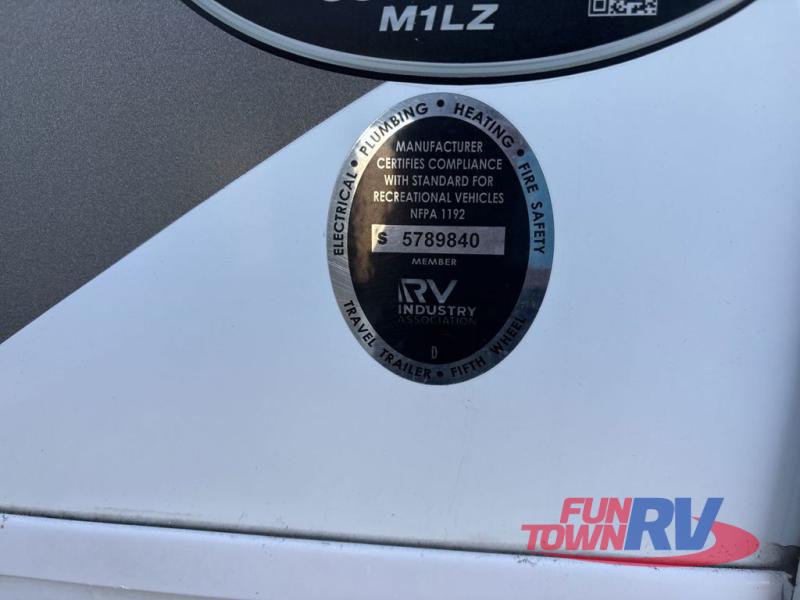 M1LZ
ELECTRICAL • PLUMBING • HEATING • FIRE SAFETY
MANUFACTURER
CERTIFIES COMPLIANCE
WITH STANDARD FOR
RECREATIONAL VEHICLES
NFPA 1192
S 5789840
MEMBER
RV
INDUSTRY
ASSOCIATION
D
TRAVEL TRAILER • FIFTH WHEEL
FUN
TOWN RV